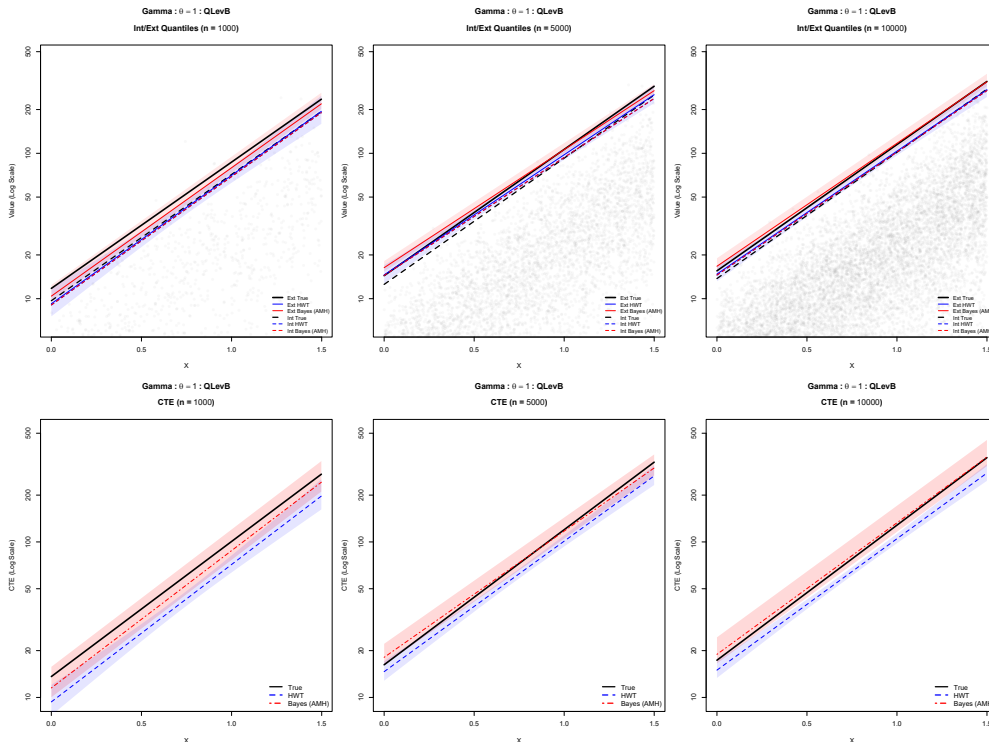 Gamma : θ = 1 : QLevB
Int/Ext Quantiles (n = 1000)
Value (Log Scale)
500
200
100
50
20
10
0.0 0.5 1.0 1.5
X
Ext True
Ext HWT
Ext Bayes (AMH)
Int True
Int HWT
Int Bayes (AMH)
Gamma : θ = 1 : QLevB
Int/Ext Quantiles (n = 5000)
Value (Log Scale)
500
200
100
50
20
10
0.0 0.5 1.0 1.5
X
Ext True
Ext HWT
Ext Bayes (AMH)
Int True
Int HWT
Int Bayes (AMH)
Gamma : θ = 1 : QLevB
Int/Ext Quantiles (n = 10000)
Value (Log Scale)
500
200
100
50
20
10
0.0 0.5 1.0 1.5
X
Ext True
Ext HWT
Ext Bayes (AMH
Int True
Int HWT
Int Bayes (AMH
Gamma : θ = 1 : QLevB
CTE (n = 1000)
CTE (Log Scale)
500
200
100
50
20
10
0.0 0.5 1.0 1.5
X
True
HWT
Bayes (AMH)
Gamma : θ = 1 : QLevB
CTE (n = 5000)
CTE (Log Scale)
500
200
100
50
20
10
0.0 0.5 1.0 1.5
X
True
HWT
Bayes (AMH)
Gamma : θ = 1 : QLevB
CTE (n = 10000)
CTE (Log Scale)
500
200
100
50
20
10
0.0 0.5 1.0 1.5
X
True
HWT
Bayes (AMH)